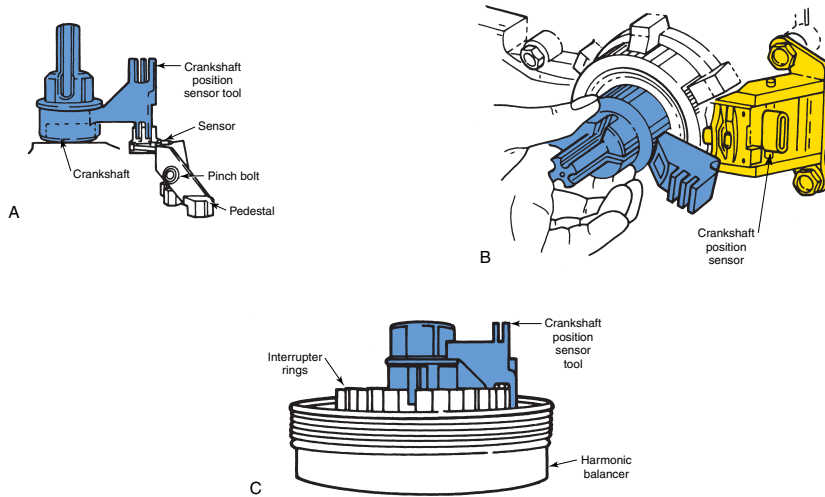 Crankshaft
position
sensor tool
Sensor
Crankshaft
Pinch bolt
Pedestal
A
Crankshaft
position
sensor
B
Crankshaft
position
sensor
tool
Interrupter
rings
Harmonic
balancer
C